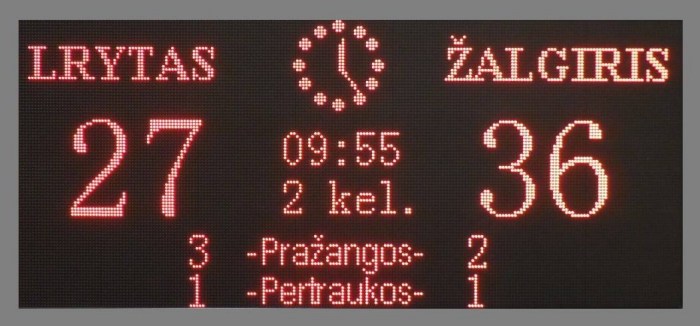 LRYTAS ŽALGIRIS
27 09:55 36
2 kel.
3 -Pražangos- 2
1 -Pertraukos- 1